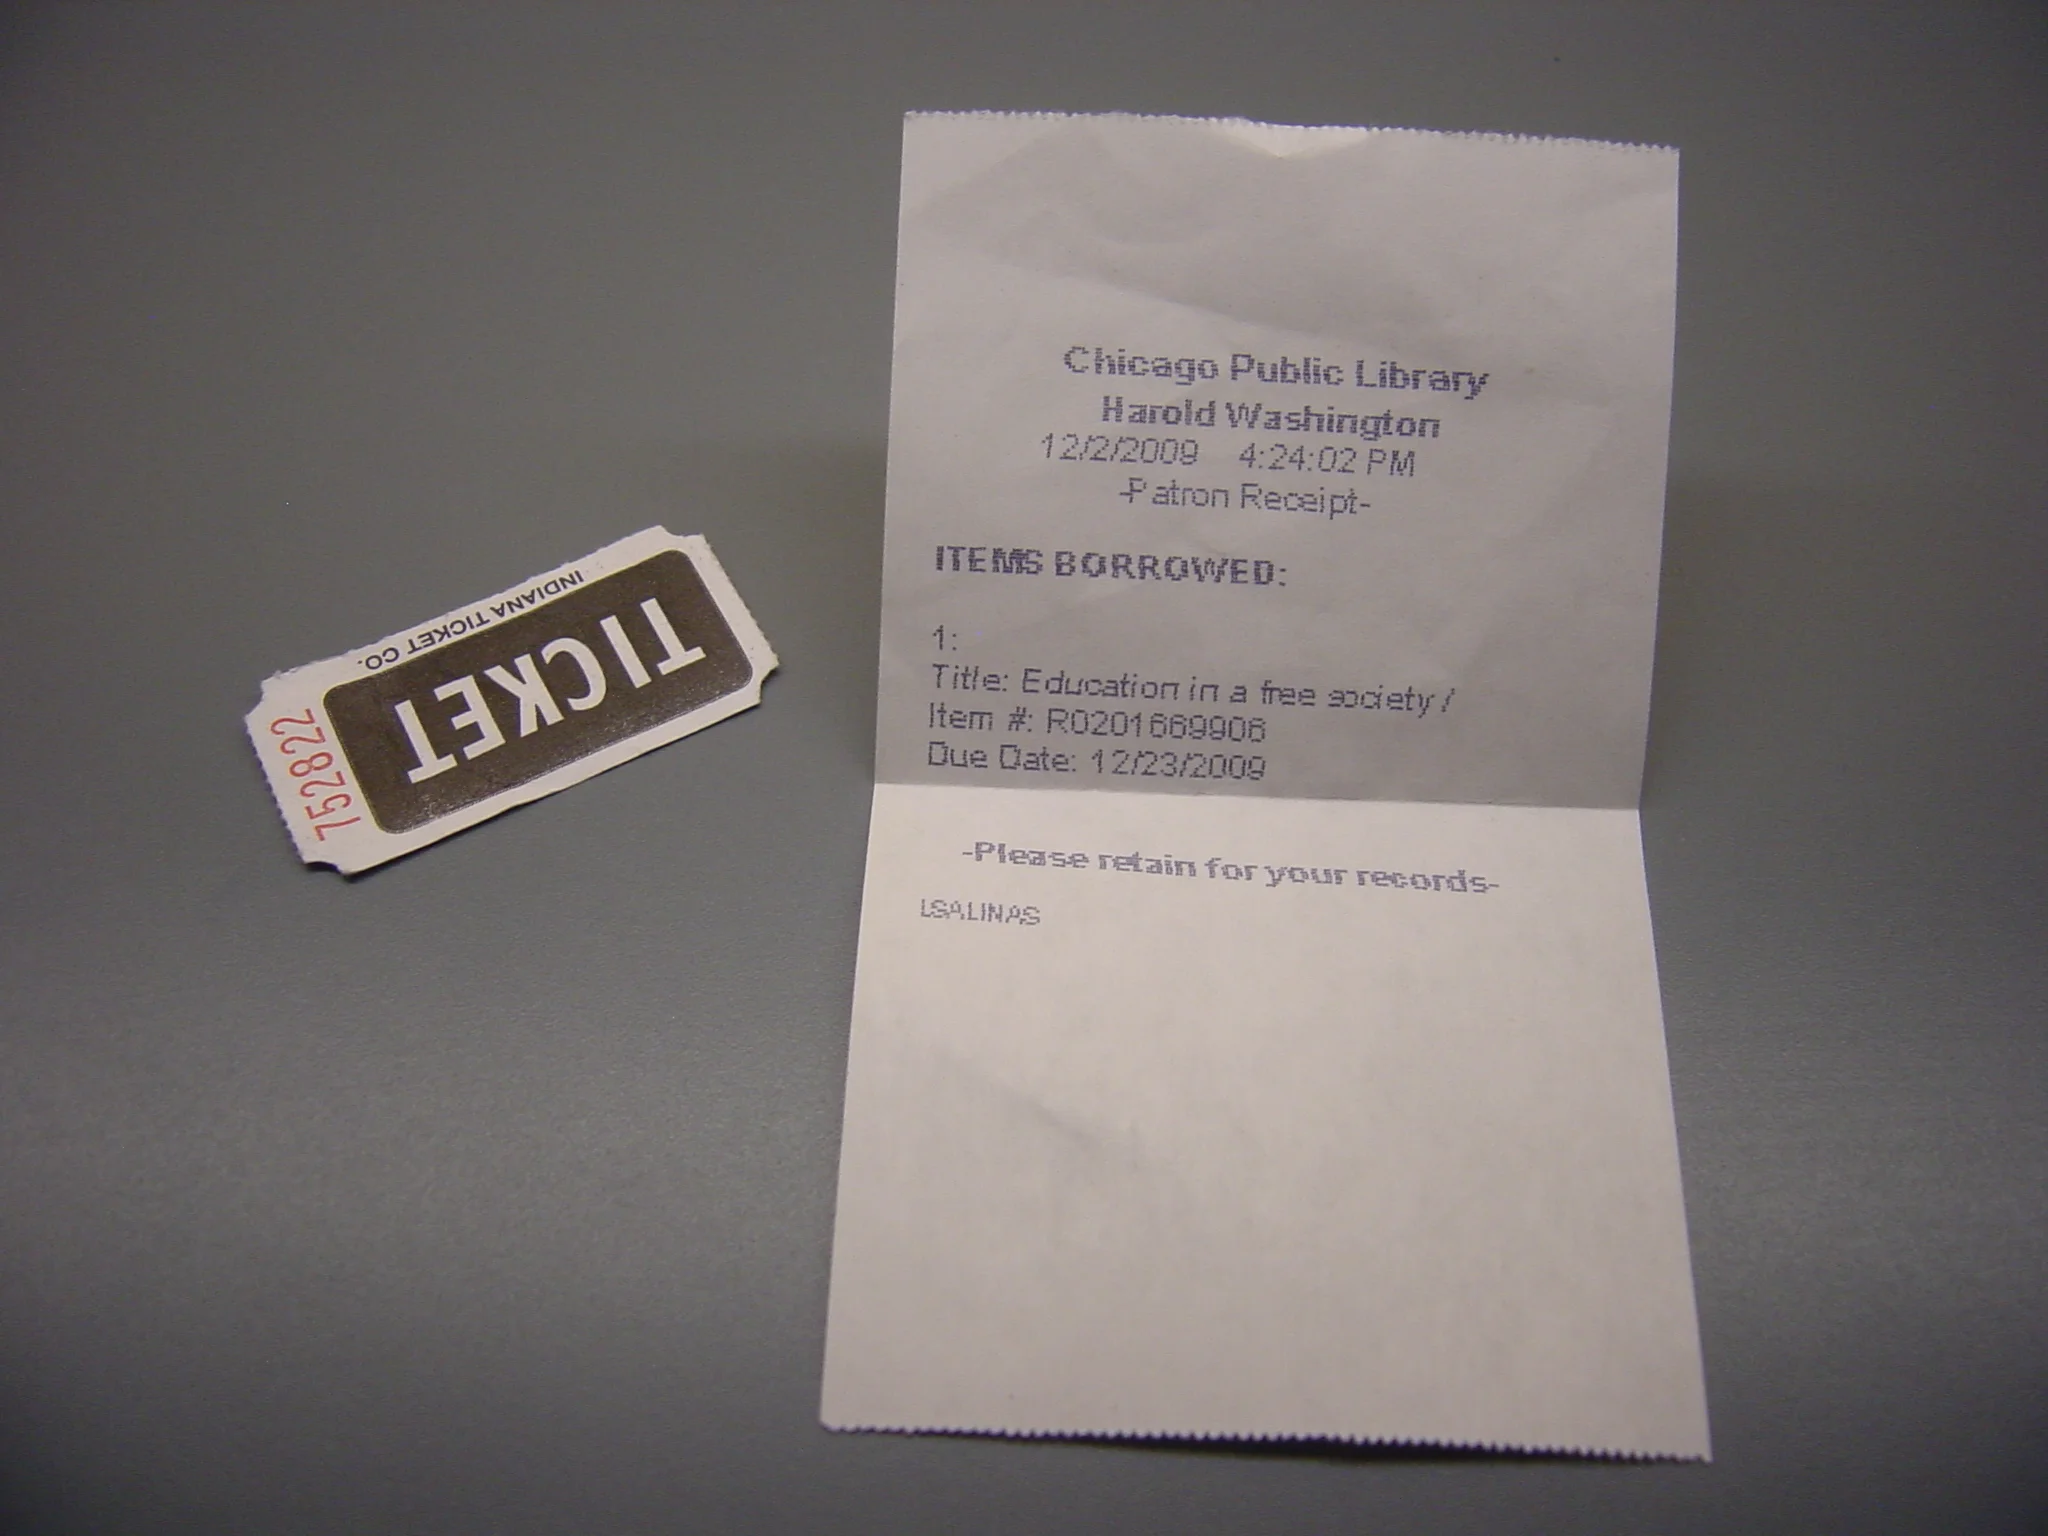 INDIANA TICKET CO.
TICKET
752822
Chicago Public Library
Harold Washington
12/2/2009 4:24:02 PM
-Patron Receipt-
ITEMS BORROWED:
1:
Title: Education in a free society /
Item #: R0201669906
Due Date: 12/23/2009
-Please retain for your records-
LSALINAS